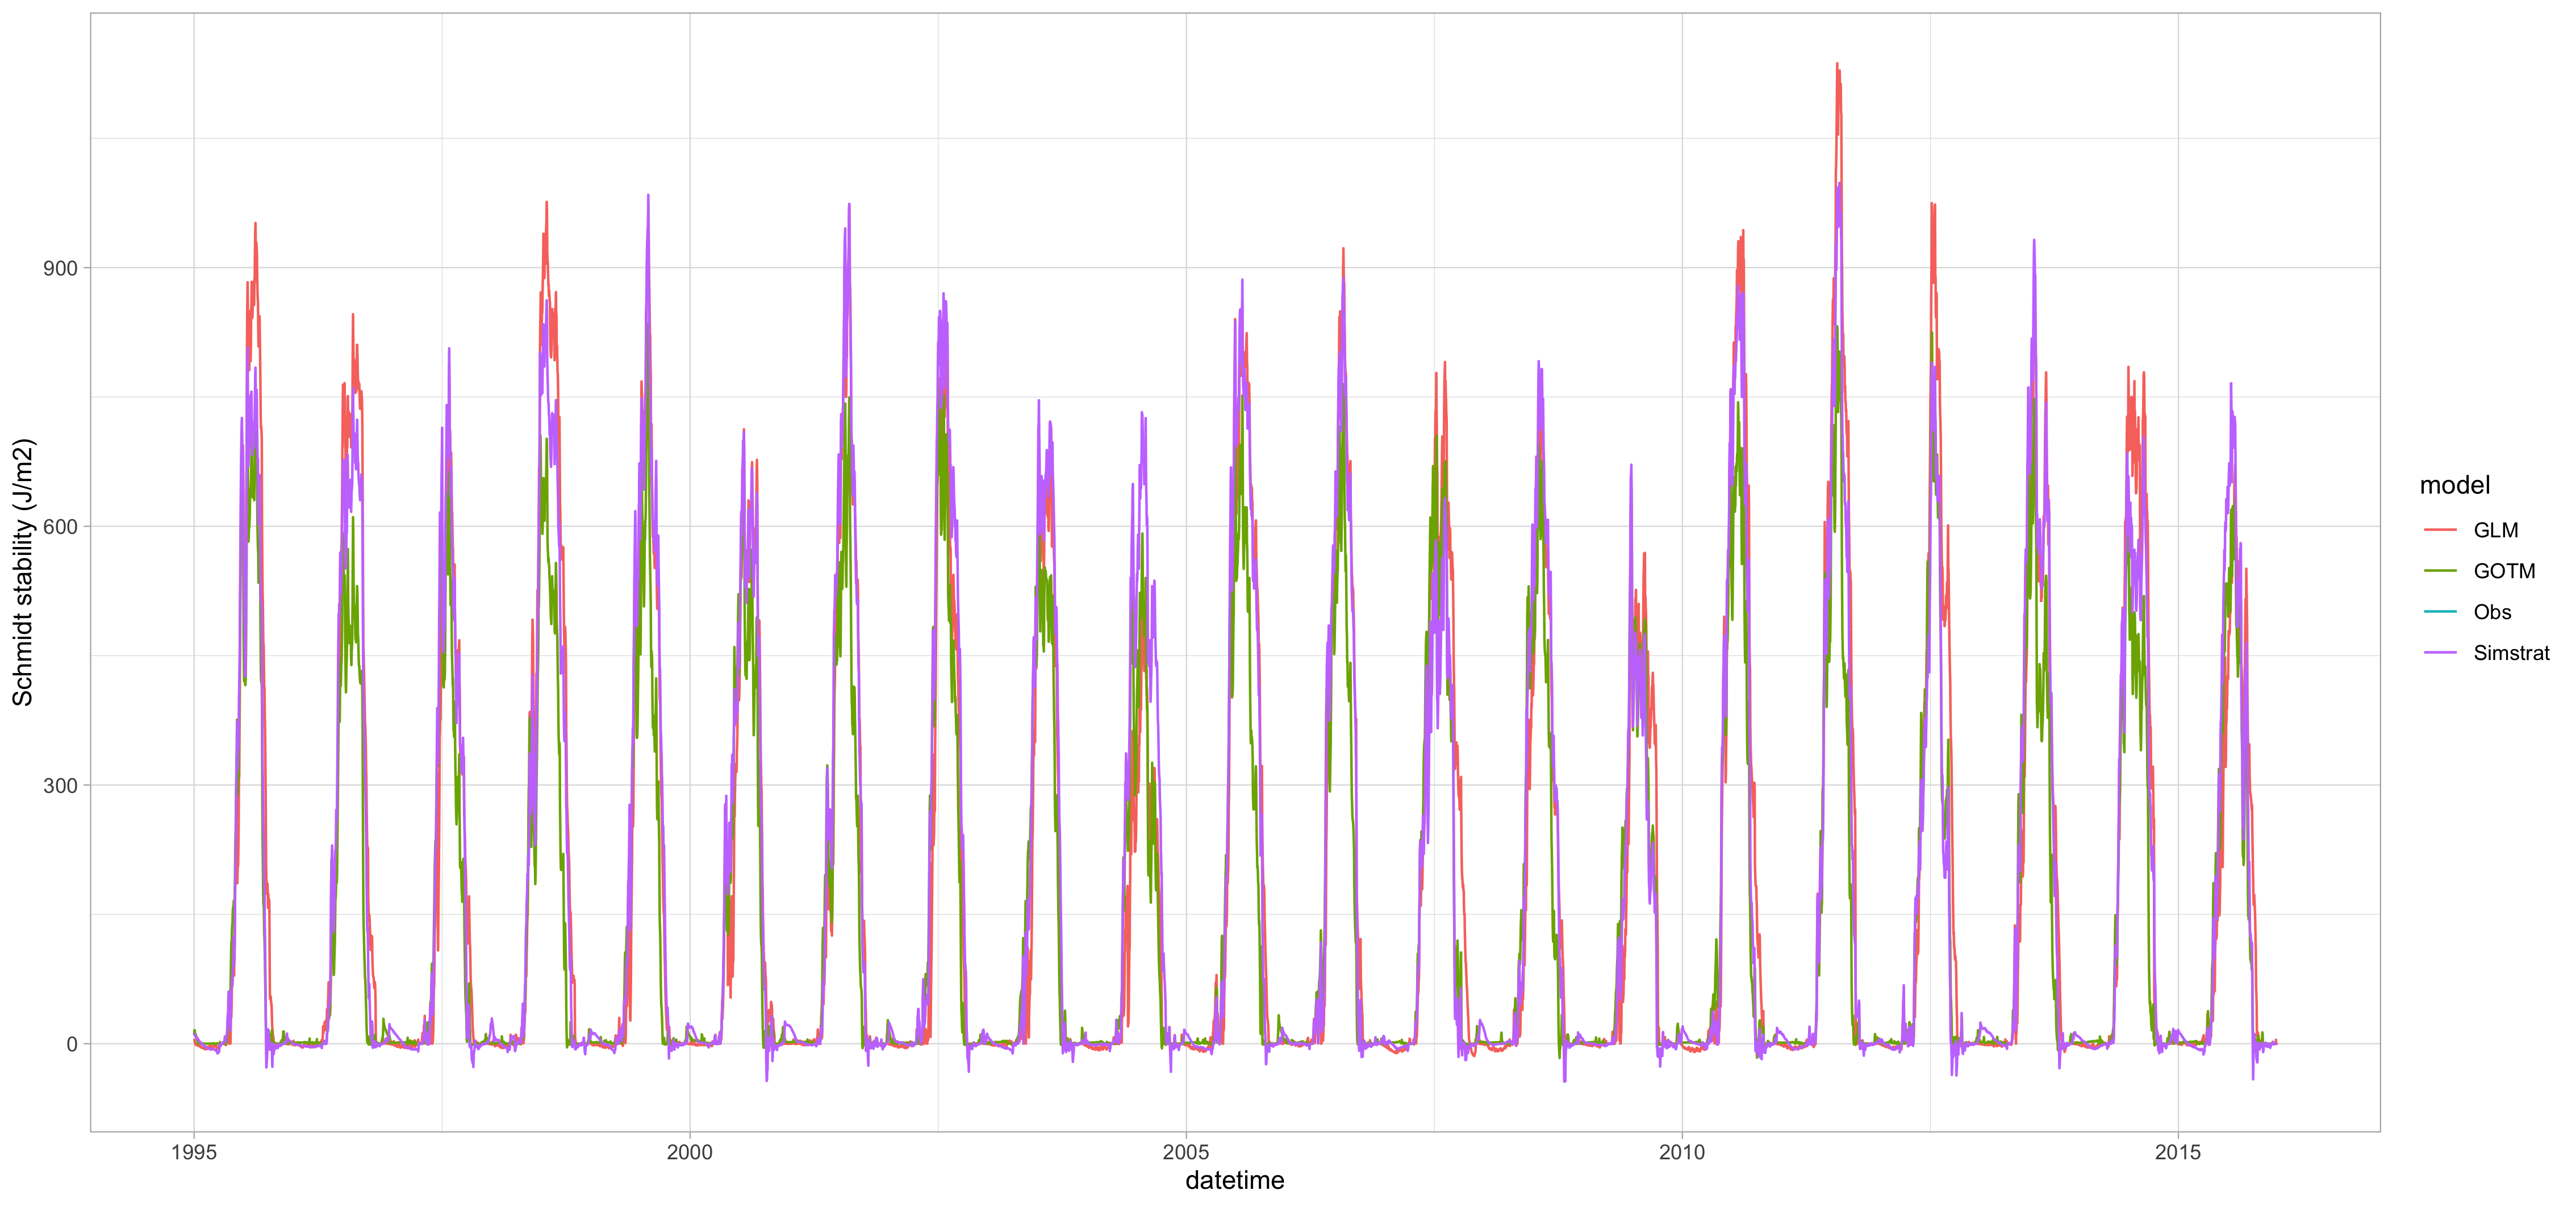 Schmidt stability (J/m2)
900
600
300
0
1995
2000
2005
2010
2015
datetime
model
GLM
GOTM
Obs
Simstrat